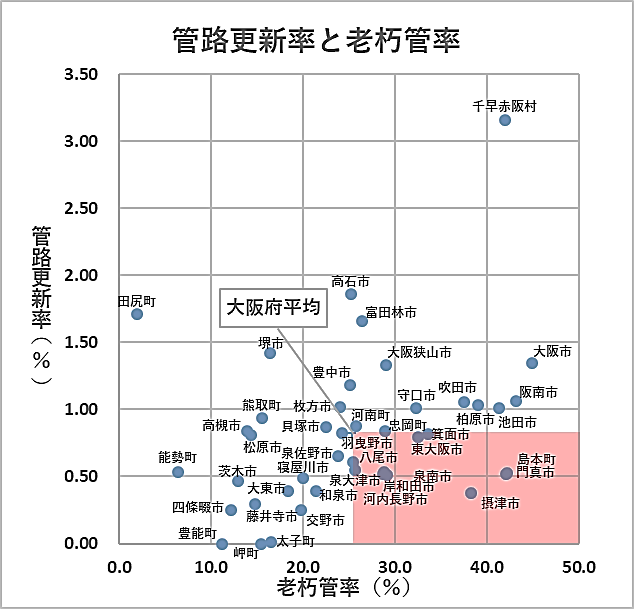 管路更新率と老朽管率
管路更新率（%）
3.50
3.00
2.50
2.00
1.50
1.00
0.50
0.00
千早赤阪村
高石市
田尻町
大阪府平均
富田林市
堺市
大阪狭山市
大阪市
豊中市
吹田市
守口市
阪南市
熊取町
枚方市
河南町
柏原市
池田市
高槻市
貝塚市
忠岡町
箕面市
松原市
羽曳野市
東大阪市
泉佐野市
八尾市
島本町
能勢町
茨木市
寝屋川市
門真市
泉大津市
泉南市
大東市
岸和田市
和泉市
河内長野市
摂津市
四條畷市
藤井寺市
交野市
豊能町
太子町
岬町
0.0
10.0
20.0
30.0
40.0
50.0
老朽管率（%）